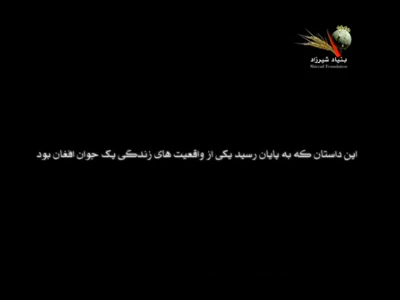 بنیاد شیرزاد
Shirzad Foundation
این داستان که به پایان رسید یکی از واقعیت های زندگی یک جوان افغان بود